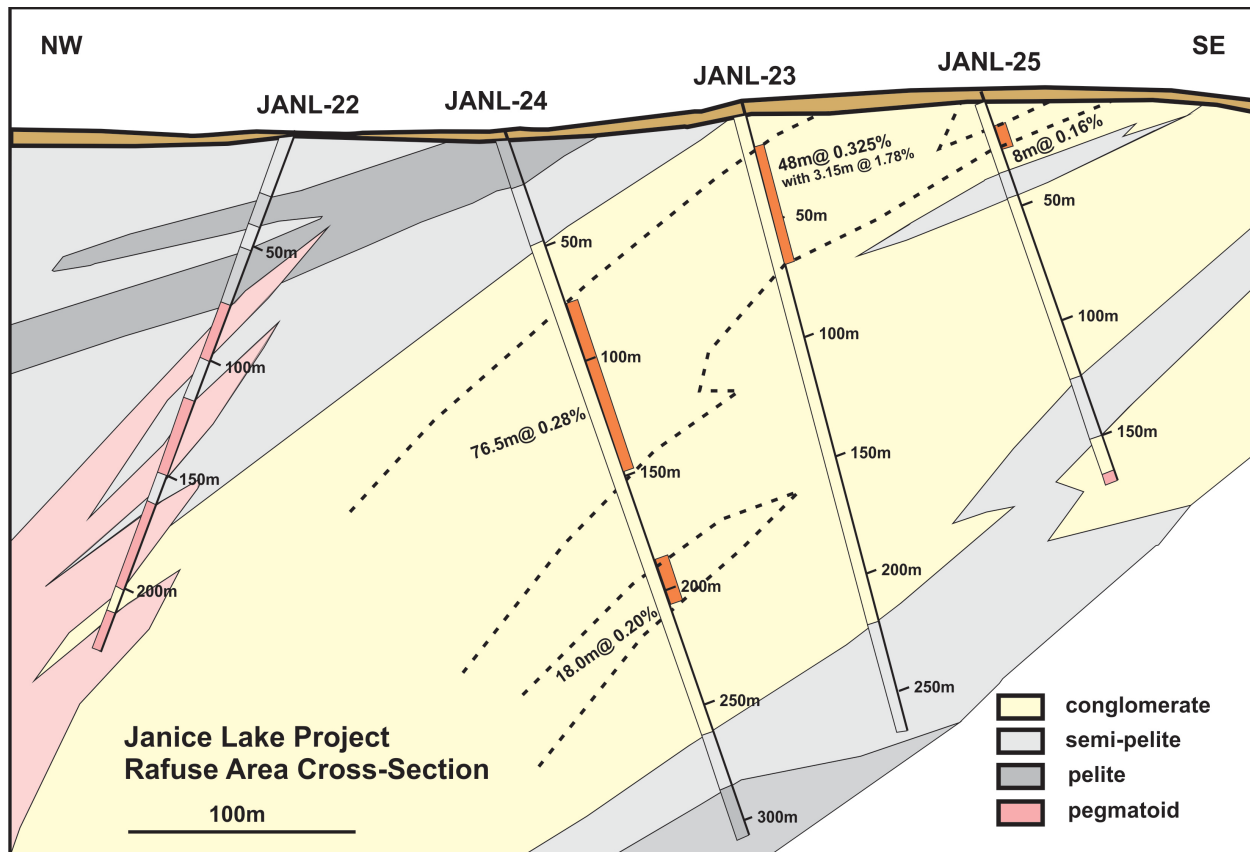 NW
SE
JANL-22
JANL-24
JANL-23
JANL-25
48m@ 0.325%
with 3.15m @ 1.78%
8m@ 0.16%
76.5m@ 0.28%
18.0m@ 0.20%
50m
100m
150m
200m
50m
100m
150m
200m
250m
300m
50m
100m
150m
200m
250m
50m
100m
150m
Janice Lake Project
Rafuse Area Cross-Section
100m
conglomerate
semi-pelite
pelite
pegmatoid